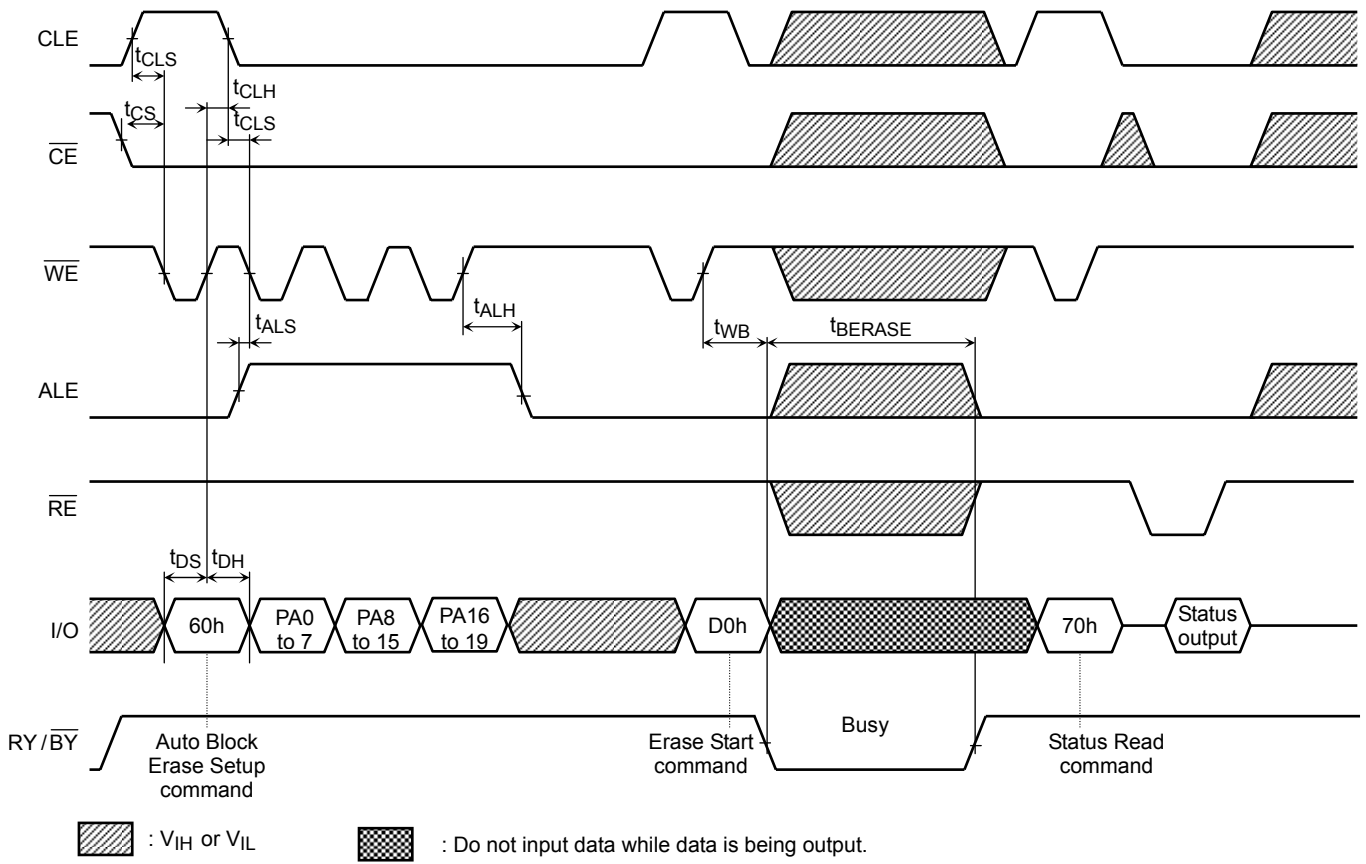 CLE
tCLS
tCLH
tCS
tCLS
CE
WE
tALS
tALH
tWB
tBERASE
ALE
RE
tDS
tDH
I/O
60h
PA0
to 7
PA8
to 15
PA16
to 19
D0h
70h
Status
output
RY/BY
Busy
Auto Block
Erase Setup
command
Erase Start
command
Status Read
command
: VIH or VIL
: Do not input data while data is being output.